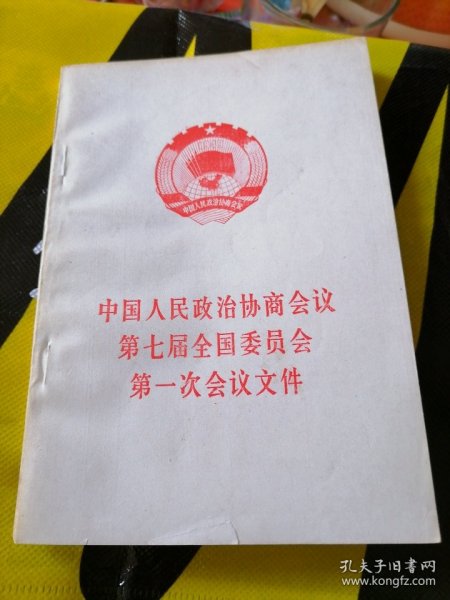 中国人民政治协商会议
中国人民政治协商会议
第七届全国委员会
第一次会议文件
孔夫子旧书网
www.kongfz.com